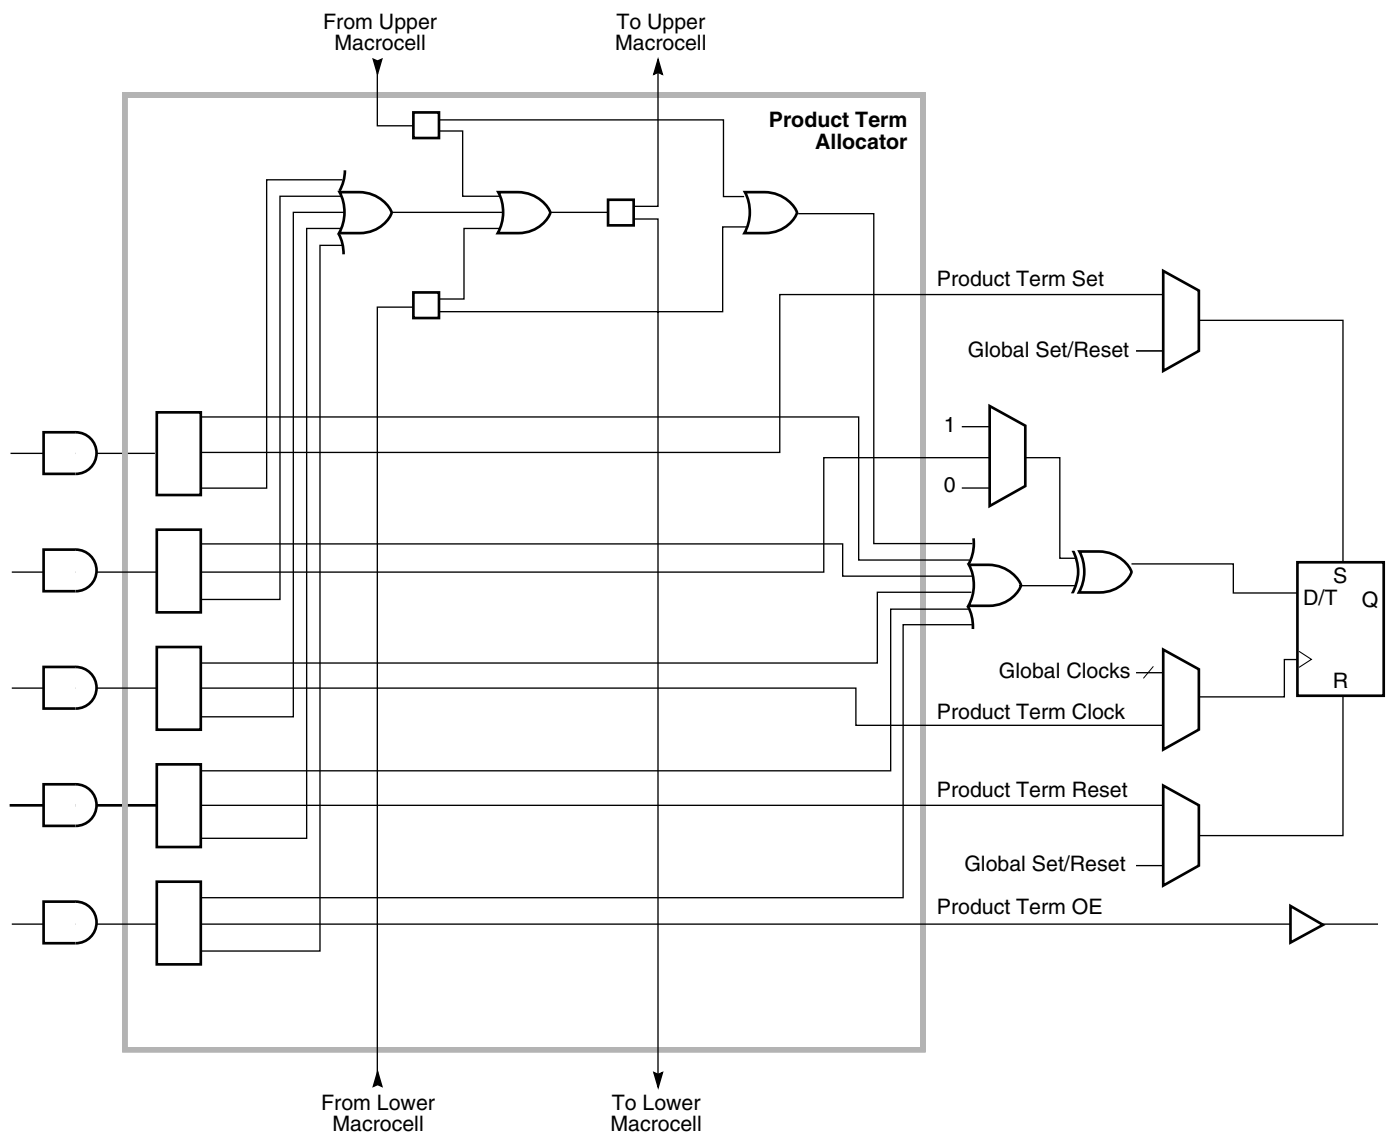 From Upper
Macrocell
To Upper
Macrocell
Product Term
Allocator
Product Term Set
Global Set/Reset
1
0
S
D/T
Q
R
Global Clocks
Product Term Clock
Product Term Reset
Global Set/Reset
Product Term OE
From Lower
Macrocell
To Lower
Macrocell